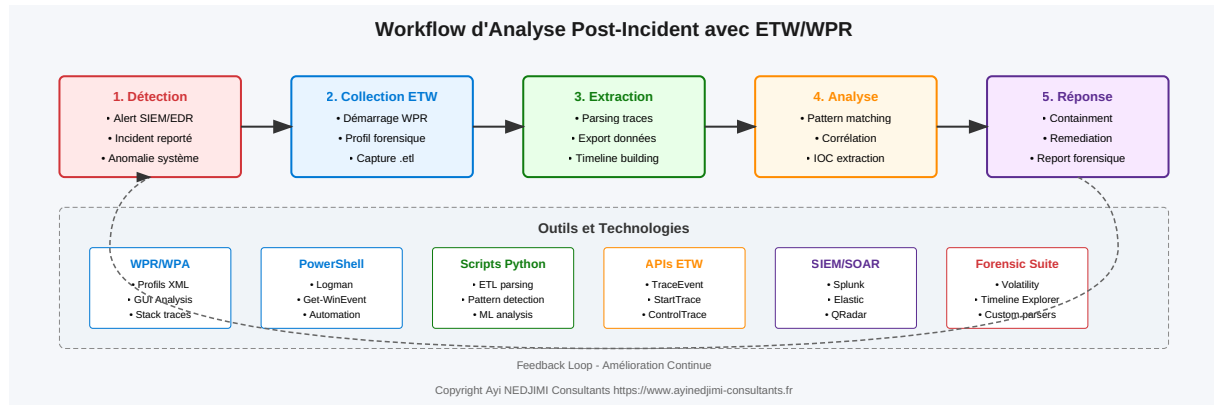 Workflow d'Analyse Post-Incident avec ETW/WPR
1. Détection
• Alert SIEM/EDR
• Incident reporté
• Anomalie système
2. Collection ETW
• Démarrage WPR
• Profil forensique
• Capture .etl
3. Extraction
• Parsing traces
• Export données
• Timeline building
4. Analyse
• Pattern matching
• Corrélation
• IOC extraction
5. Réponse
• Containment
• Remediation
• Report forensique
Outils et Technologies
WPR/WPA
• Profils XML
• GUI Analysis
• Stack traces
PowerShell
• Logman
• Get-WinEvent
• Automation
Scripts Python
• ETL parsing
• Pattern detection
• ML analysis
APIs ETW
• TraceEvent
• StartTrace
• ControlTrace
SIEM/SOAR
• Splunk
• Elastic
• QRadar
Forensic Suite
• Volatility
• Timeline Explorer
• Custom parsers
Feedback Loop - Amélioration Continue
Copyright Ayi NEDJIMI Consultants https://www.ayinedjimi-consultants.fr